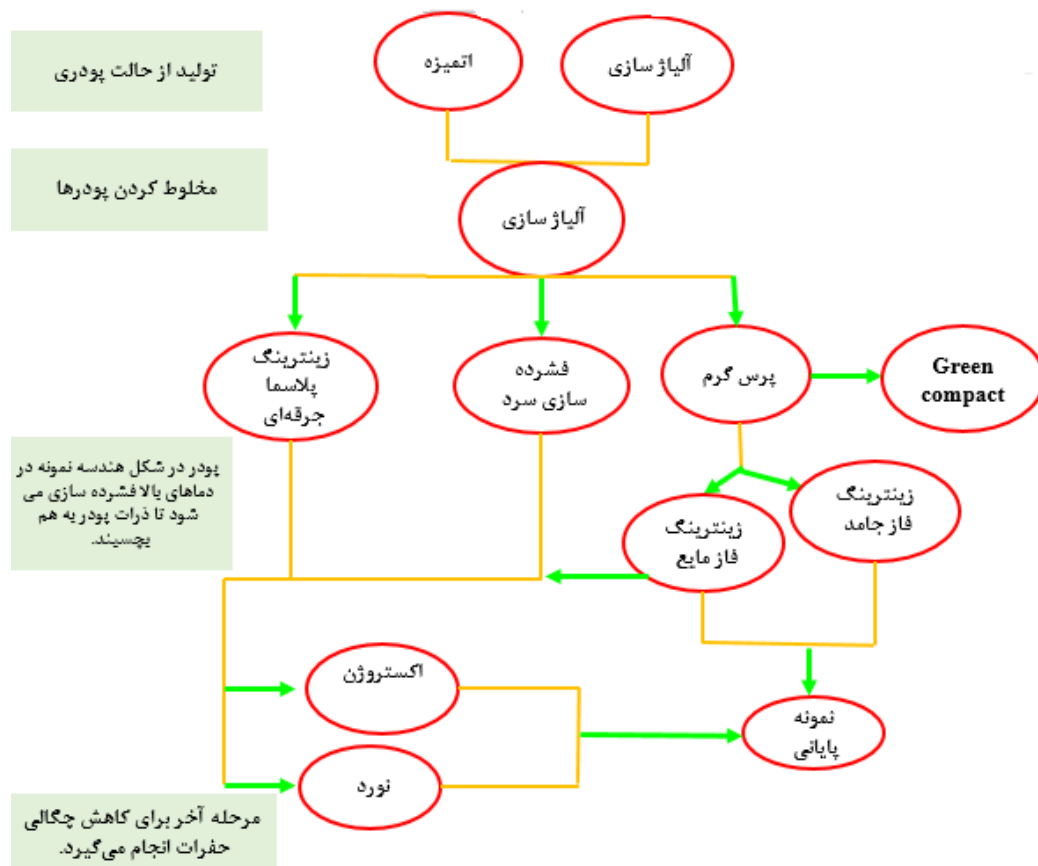 تولید از حالت پودری
اتمیزه
آلیاژ سازی
مخلوط کردن پودرها
آلیاژ سازی
زینترینگ
پلاسما
جرقه‌ای
فشرده
سازی سرد
پرس گرم
Green
compact
پودر در شکل هندسه نمونه در
دماهای بالا فشرده سازی می
شود تا ذرات پودر به هم
بچسبند.
زینترینگ
فاز مایع
زینترینگ
فاز جامد
اکستروژن
نورد
نمونه
پایانی
مرحله آخر برای کاهش چگالی
حفرات انجام می‌گیرد.